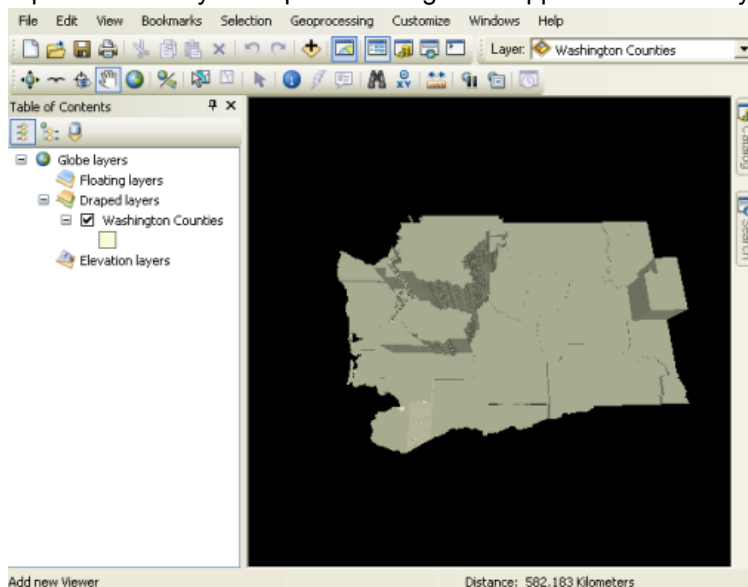 File Edit View Bookmarks Selection Geoprocessing Customize Windows Help
Layer: Washington Counties
Table of Contents
Globe layers
Floating layers
Draped layers
Washington Counties
Elevation layers
Catalog
Search
Add new Viewer
Distance: 582.183 Kilometers